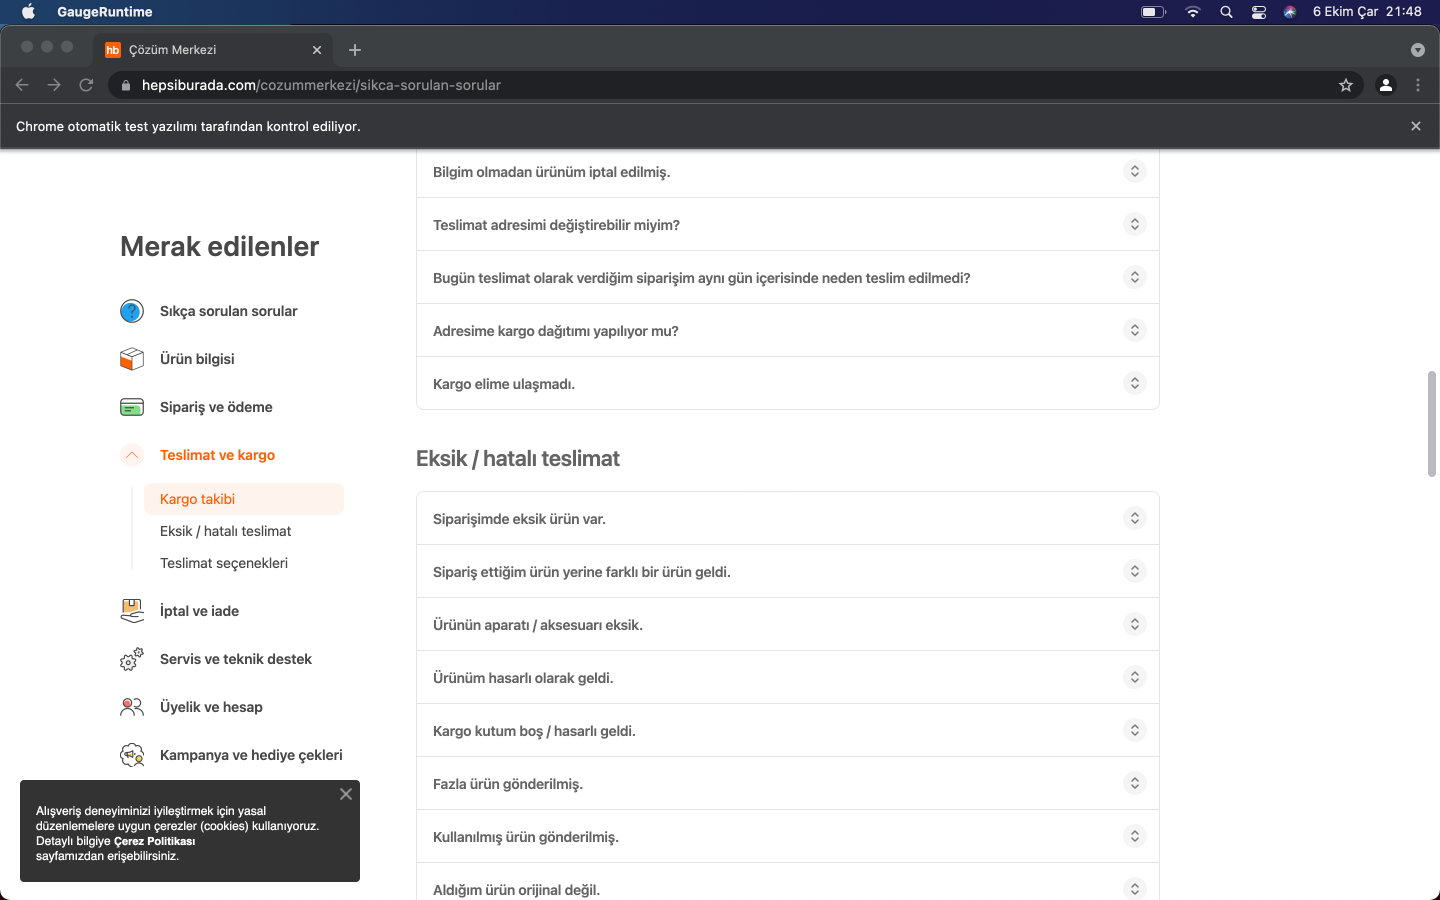 GaugeRuntime
6 Ekim Çar 21:48
hb Çözüm Merkezi
hepsiburada.com/cozummerkezi/sikca-sorulan-sorular
Chrome otomatik test yazılımı tarafından kontrol ediliyor.
Merak edilenler
Sıkça sorulan sorular
Ürün bilgisi
Sipariş ve ödeme
Teslimat ve kargo
Kargo takibi
Eksik / hatalı teslimat
Teslimat seçenekleri
İptal ve iade
Servis ve teknik destek
Üyelik ve hesap
Kampanya ve hediye çekleri
Bilgim olmadan ürünüm iptal edilmiş.
Teslimat adresimi değiştirebilir miyim?
Bugün teslimat olarak verdiğim siparişim aynı gün içerisinde neden teslim edilmedi?
Adresime kargo dağıtımı yapılıyor mu?
Kargo elime ulaşmadı.
Eksik / hatalı teslimat
Siparişimde eksik ürün var.
Sipariş ettiğim ürün yerine farklı bir ürün geldi.
Ürünün aparatı / aksesuarı eksik.
Ürünüm hasarlı olarak geldi.
Kargo kutum boş / hasarlı geldi.
Fazla ürün gönderilmiş.
Kullanılmış ürün gönderilmiş.
Aldığım ürün orijinal değil.
Alışveriş deneyiminizi iyileştirmek için yasal
düzenlemelere uygun çerezler (cookies) kullanıyoruz.
Detaylı bilgiye Çerez Politikası
sayfamızdan erişebilirsiniz.